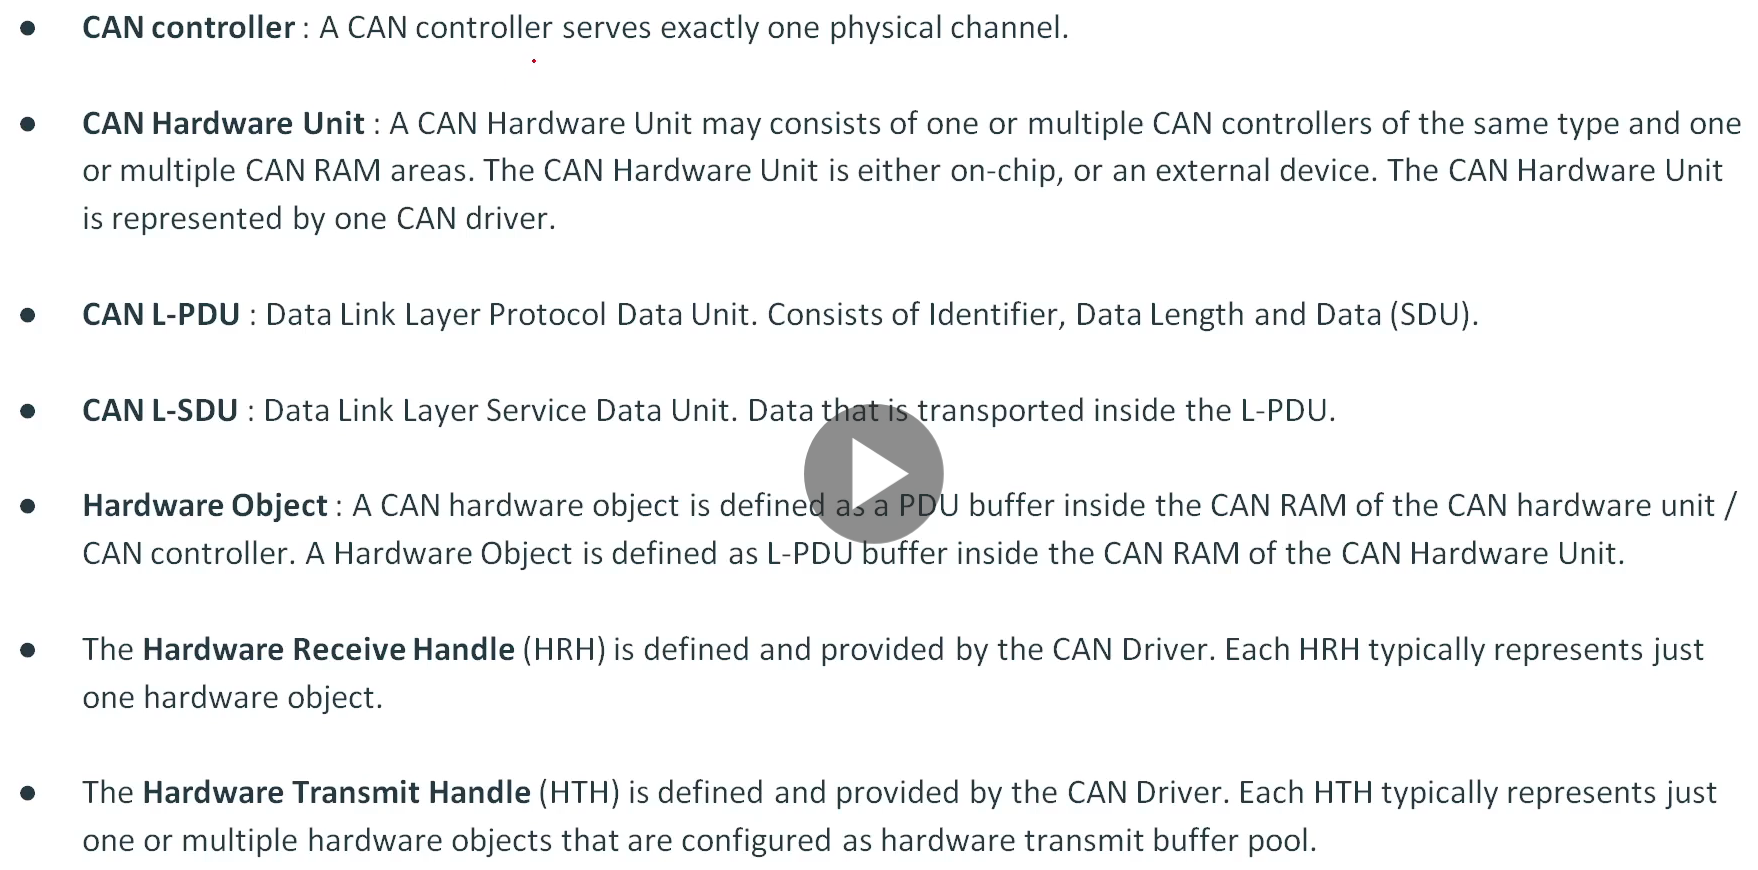 ● CAN controller : A CAN controller serves exactly one physical channel.
● CAN Hardware Unit : A CAN Hardware Unit may consists of one or multiple CAN controllers of the same type and one
or multiple CAN RAM areas. The CAN Hardware Unit is either on-chip, or an external device. The CAN Hardware Unit
is represented by one CAN driver.
● CAN L-PDU : Data Link Layer Protocol Data Unit. Consists of Identifier, Data Length and Data (SDU).
● CAN L-SDU : Data Link Layer Service Data Unit. Data that is transported inside the L-PDU.
● Hardware Object : A CAN hardware object is defined as a PDU buffer inside the CAN RAM of the CAN hardware unit /
CAN controller. A Hardware Object is defined as L-PDU buffer inside the CAN RAM of the CAN Hardware Unit.
● The Hardware Receive Handle (HRH) is defined and provided by the CAN Driver. Each HRH typically represents just
one hardware object.
● The Hardware Transmit Handle (HTH) is defined and provided by the CAN Driver. Each HTH typically represents just
one or multiple hardware objects that are configured as hardware transmit buffer pool.